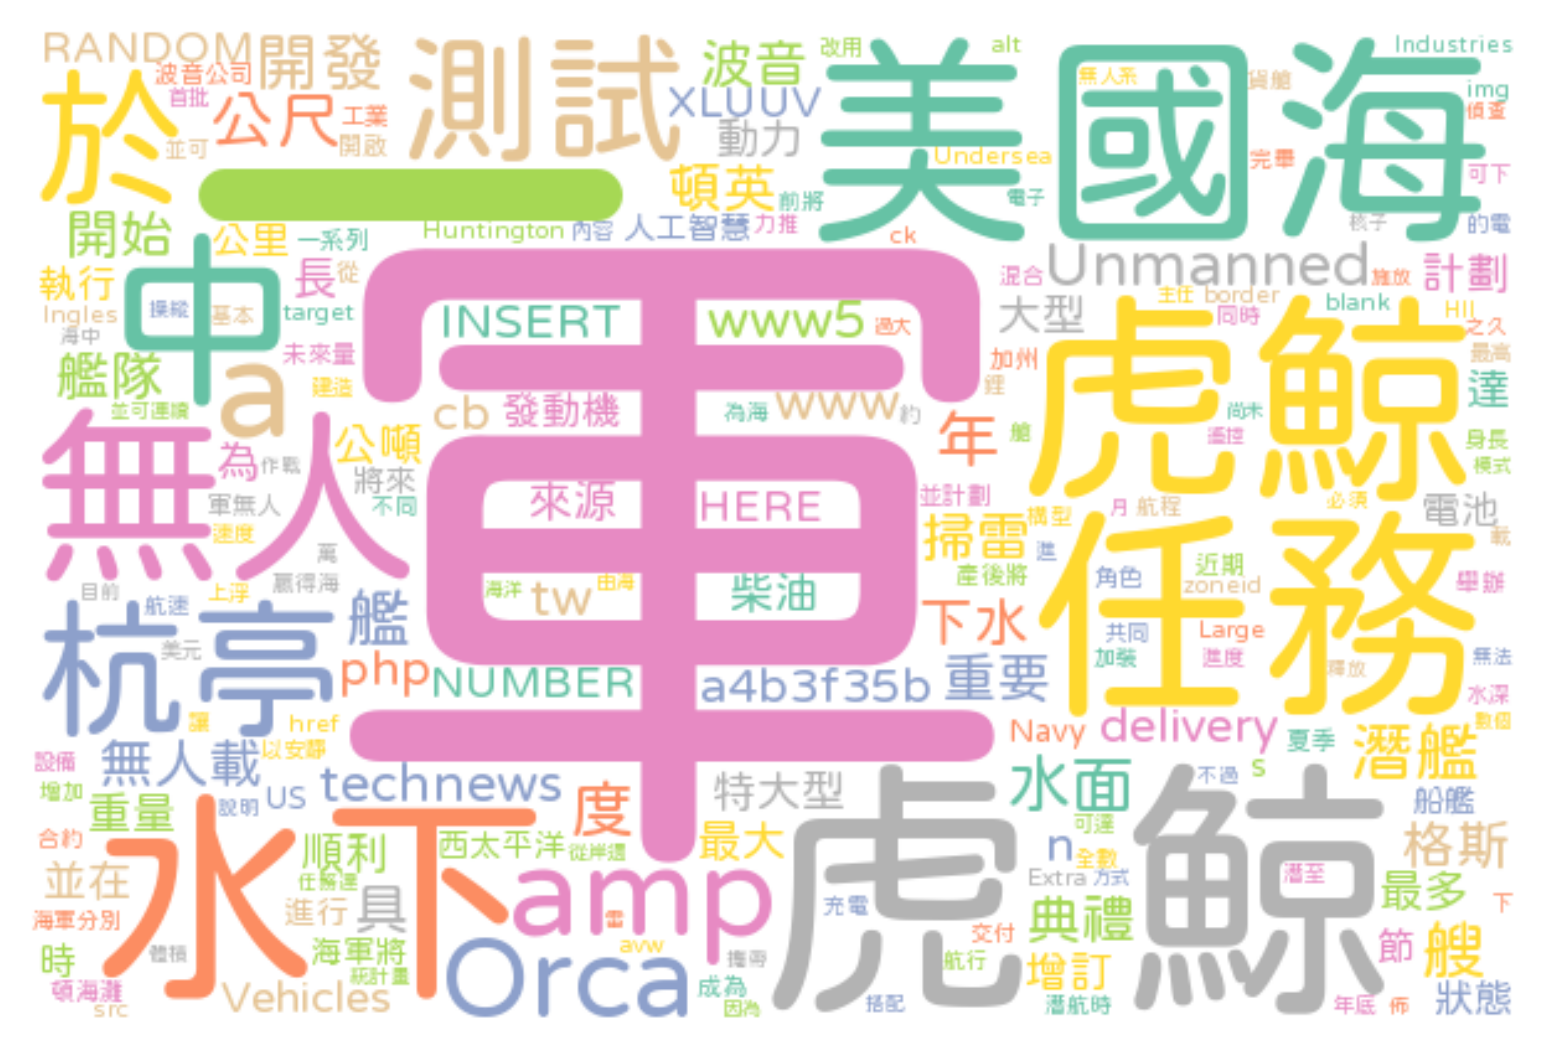 RANDOM
開發
測試
波音
改用
美國海
alt
Industries
波音公司
首批
於
公尺
工業
開啟
並可
XLUUV
動力
無人系
貨艙
img
偵查
Undersea
完畢
可下
一
頓英
前將
電子
核子
的電
開始
公里
一系列
Huntington
內容
人工智慧
力推
ck
執行
中
長
從
軍
混合
Unmanned
施放
計劃
Ingles
操縱
基本
target
INSERT
www5
過大
大型
主任
border
同時
blank
HII
之久
海中
艦隊
未來量
加州
虎鯨
最高
a
建造
鋰
達
並可連續
cb
發動機
為海
www
約
年
艙
尚未
遙控
身長
模式
無人
為
作戰
公噸
將來
不同
軍無人
速度
來源
HERE
並計劃
月
航程
必須
電池
載
萬
掃雷
構型
進
近期
目前
航速
上浮
贏得海
海洋
tw
由海
柴油
產後將
角色
zoneid
舉辦
任務
杭亭
美元
艦
下水
共同
Large
加裝
進度
釋放
無法
php
NUMBER
a4b3f35b
重要
水深
數個
讓
href
以安靜
Navy
delivery
夏季
潛艦
設備
無人載
technews
特大型
水面
不過
s
增加
重量
說明
US
度
可達
船艦
合約
水下
順利
任務達
西太平洋
從岸邊
最大
虎鯨
n
全數
格斯
並在
進行
具
amp
雷
Extra
方式
潛至
最多
下
海軍分別
充電
典禮
時
體積
海軍將
統計畫
Orca
avw
攜帶
交付
航行
增訂
節
艘
頓海灘
src
Vehicles
成為
因為
搭配
潛航時
年底
佈
狀態